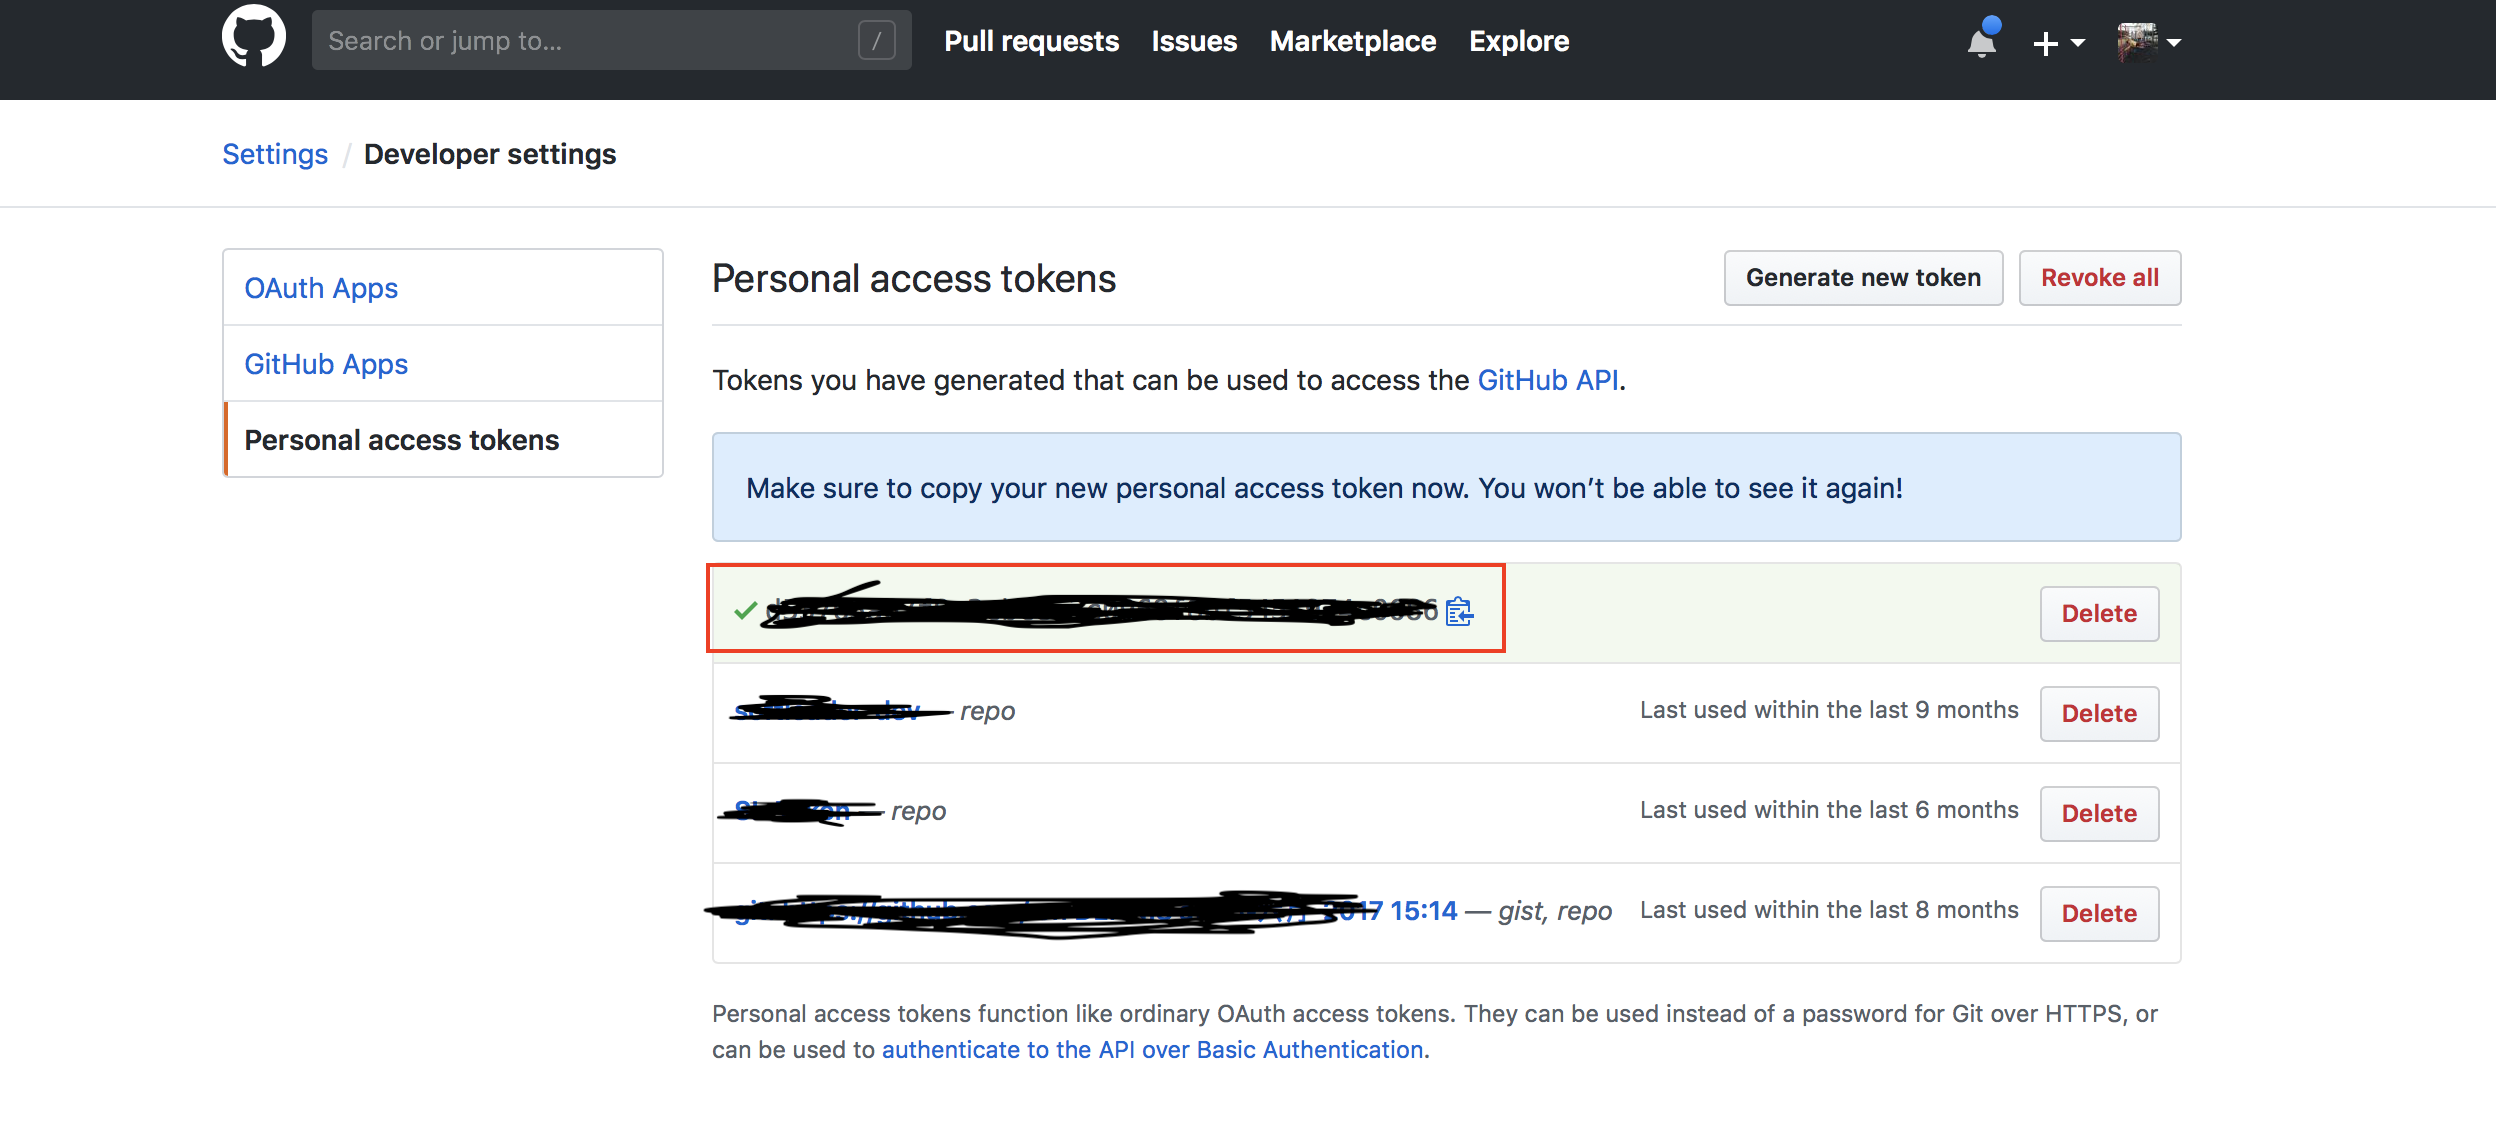 Search or jump to...
/
Pull requests
Issues
Marketplace
Explore
Settings / Developer settings
OAuth Apps
GitHub Apps
Personal access tokens
Personal access tokens
Generate new token
Revoke all
Tokens you have generated that can be used to access the GitHub API.
Make sure to copy your new personal access token now. You won’t be able to see it again!
Delete
repo
Last used within the last 9 months
Delete
repo
Last used within the last 6 months
Delete
2017 15:14 — gist, repo
Last used within the last 8 months
Delete
Personal access tokens function like ordinary OAuth access tokens. They can be used instead of a password for Git over HTTPS, or
can be used to authenticate to the API over Basic Authentication.